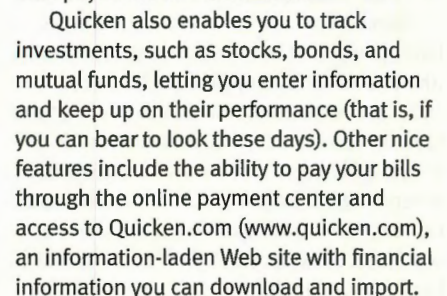 Quicken also enables you to track
investments, such as stocks, bonds, and
mutual funds, letting you enter information
and keep up on their performance (that is, if
you can bear to look these days). Other nice
features include the ability to pay your bills
through the online payment center and
access to Quicken.com (www.quicken.com),
an information-laden Web site with financial
information you can download and import.